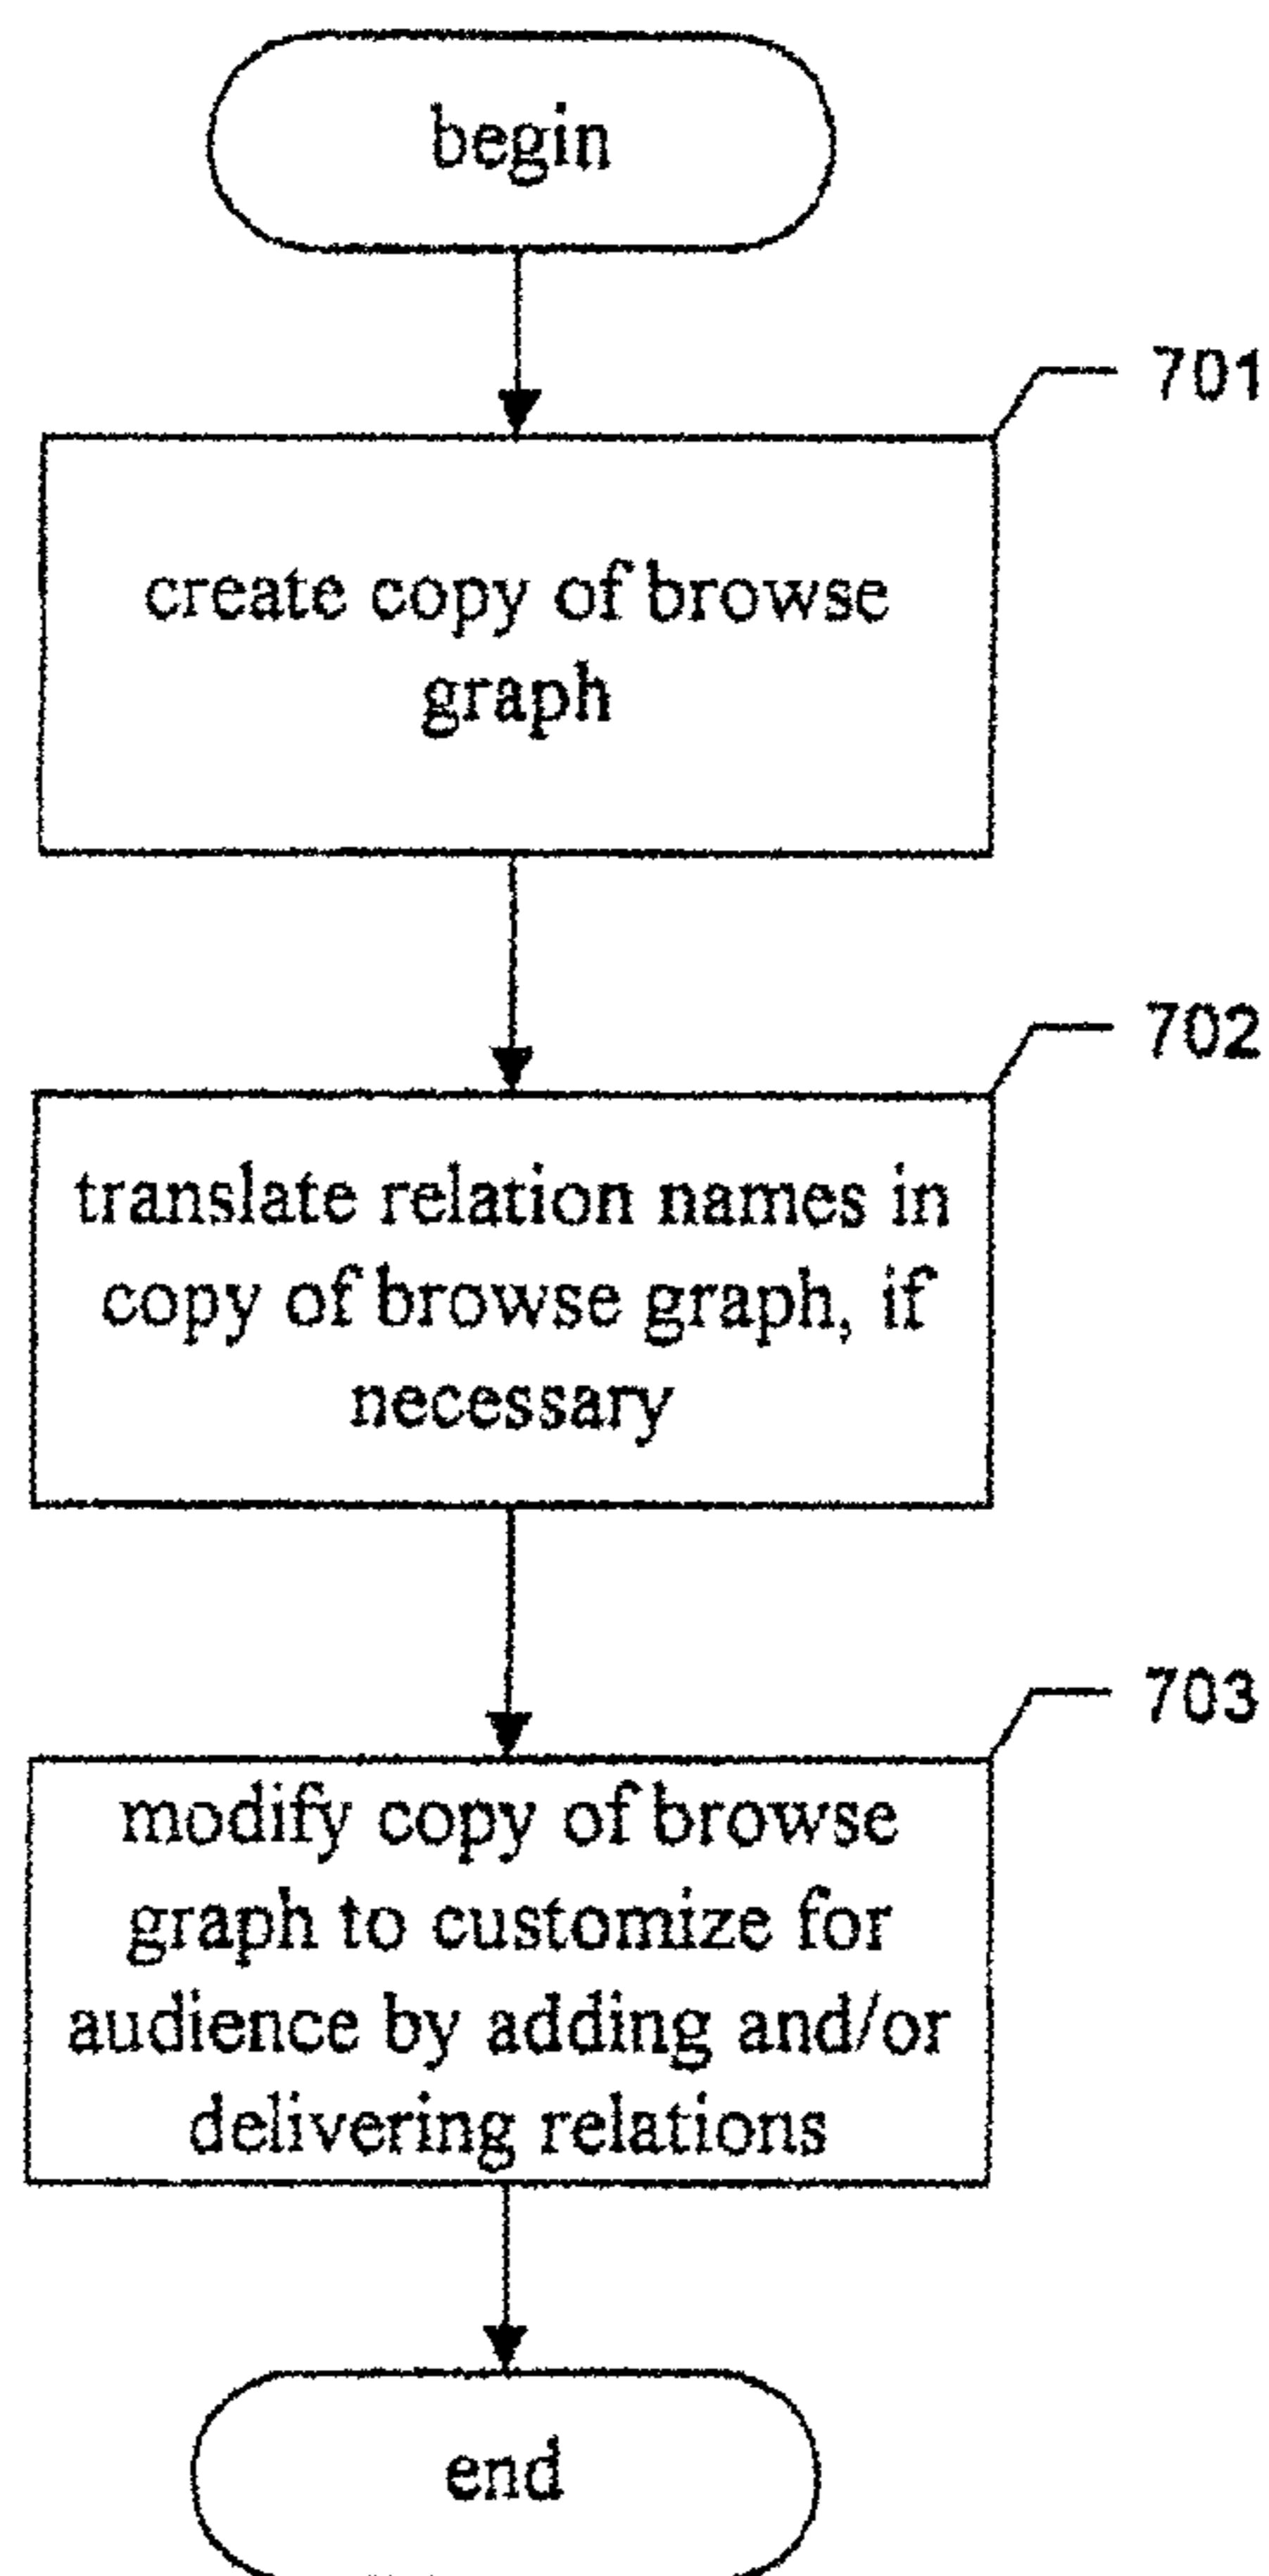 begin
701
create copy of browse
graph
702
translate relation names in
copy of browse graph, if
necessary
703
modify copy of browse
graph to customize for
audience by adding and/or
delivering relations
end